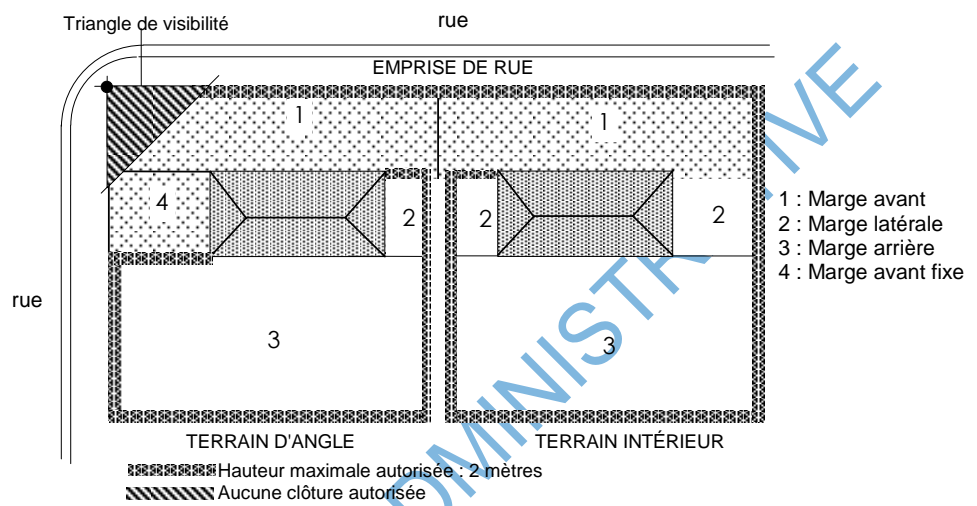 rue
Triangle de visibilité
EMPRISE DE RUE
1
1
4
2
2
2
1 : Marge avant
2 : Marge latérale
3 : Marge arrière
4 : Marge avant fixe
rue
3
3
TERRAIN D'ANGLE
TERRAIN INTÉRIEUR
Hauteur maximale autorisée : 2 mètres
Aucune clôture autorisée